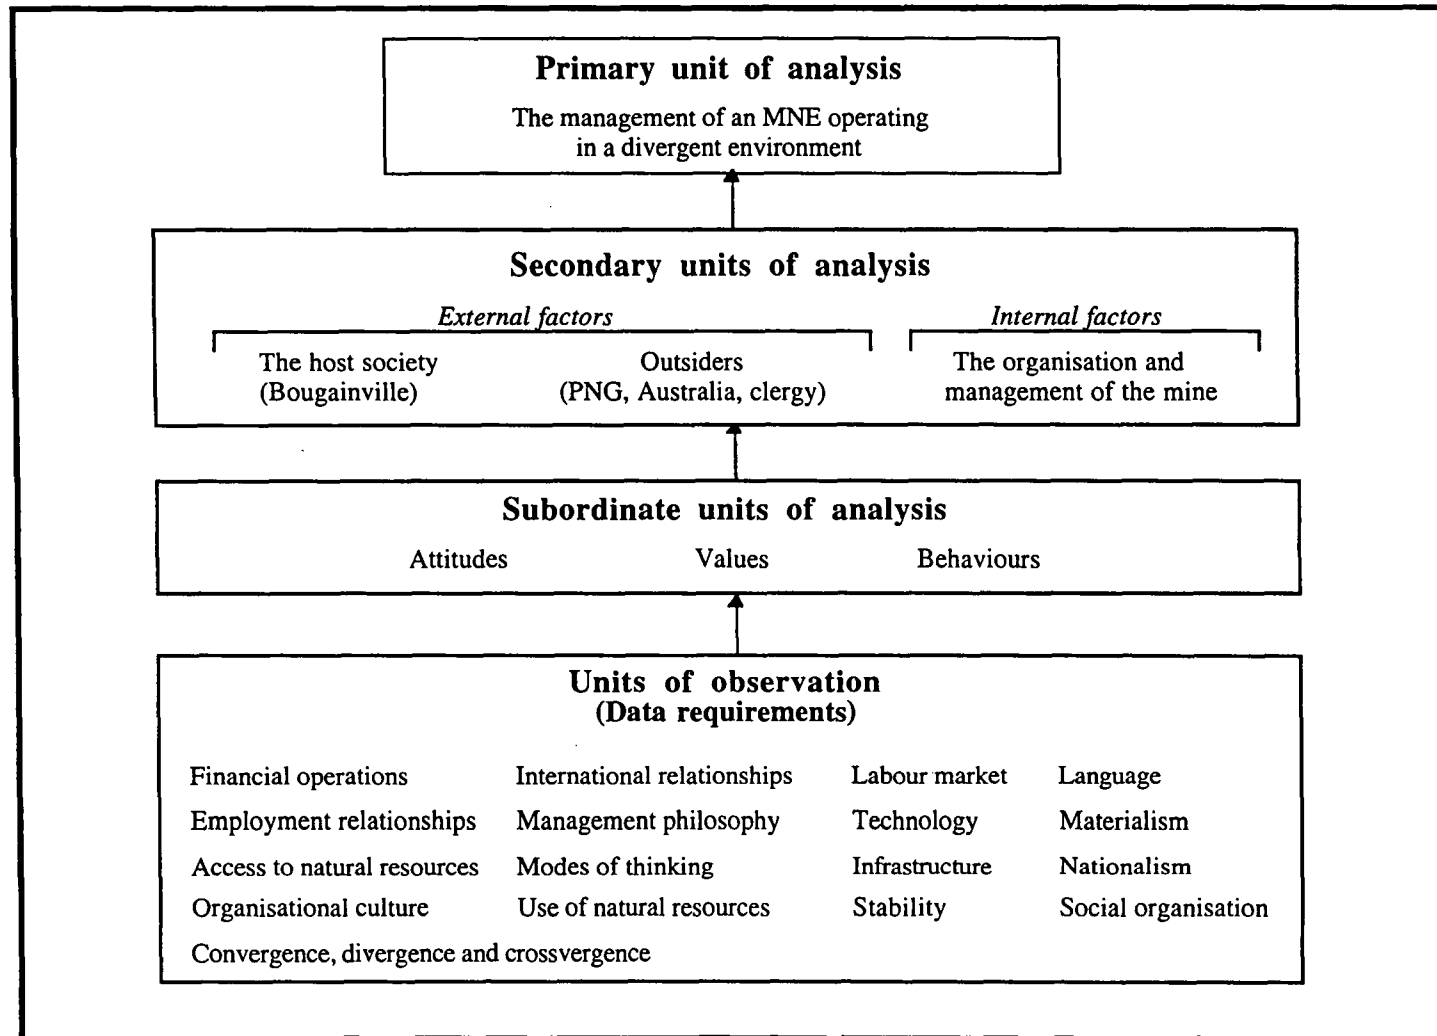 Primary unit of analysis
The management of an MNE operating
in a divergent environment
Secondary units of analysis
External factors
Internal factors
The host society
(Bougainville)
Outsiders
(PNG, Australia, clergy)
The organisation and
management of the mine
Subordinate units of analysis
Attitudes Values Behaviours
Units of observation
(Data requirements)
Financial operations International relationships Labour market Language
Employment relationships Management philosophy Technology Materialism
Access to natural resources Modes of thinking Infrastructure Nationalism
Organisational culture Use of natural resources Stability Social organisation
Convergence, divergence and crossvergence